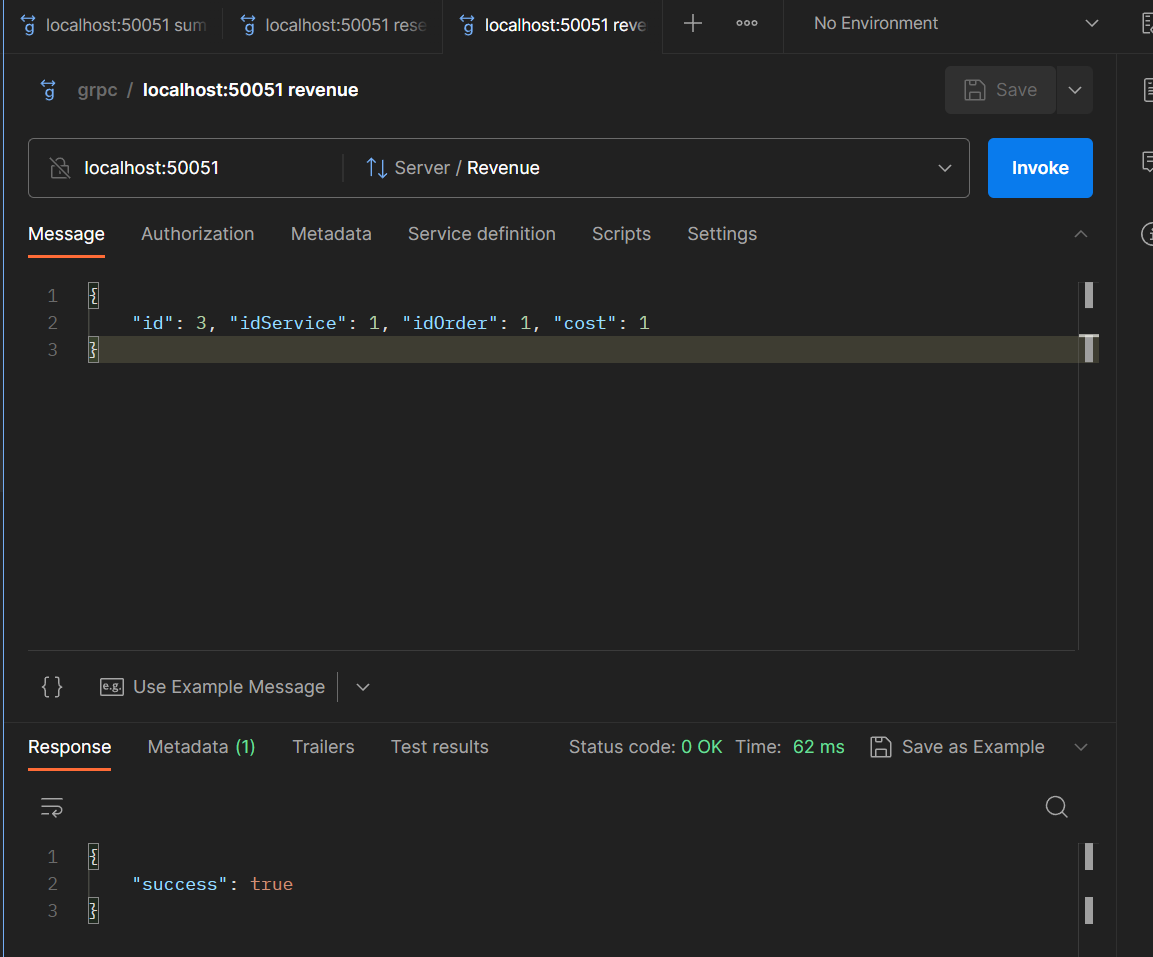 localhost:50051 sum localhost:50051 rese localhost:50051 reve No Environment
grpc / localhost:50051 revenue Save
localhost:50051 Server / Revenue Invoke
Message Authorization Metadata Service definition Scripts Settings
1 {
2 "id": 3, "idService": 1, "idOrder": 1, "cost": 1
3 }
{} e.g. Use Example Message
Response Metadata (1) Trailers Test results Status code: 0 OK Time: 62 ms Save as Example
1 {
2 "success": true
3 }